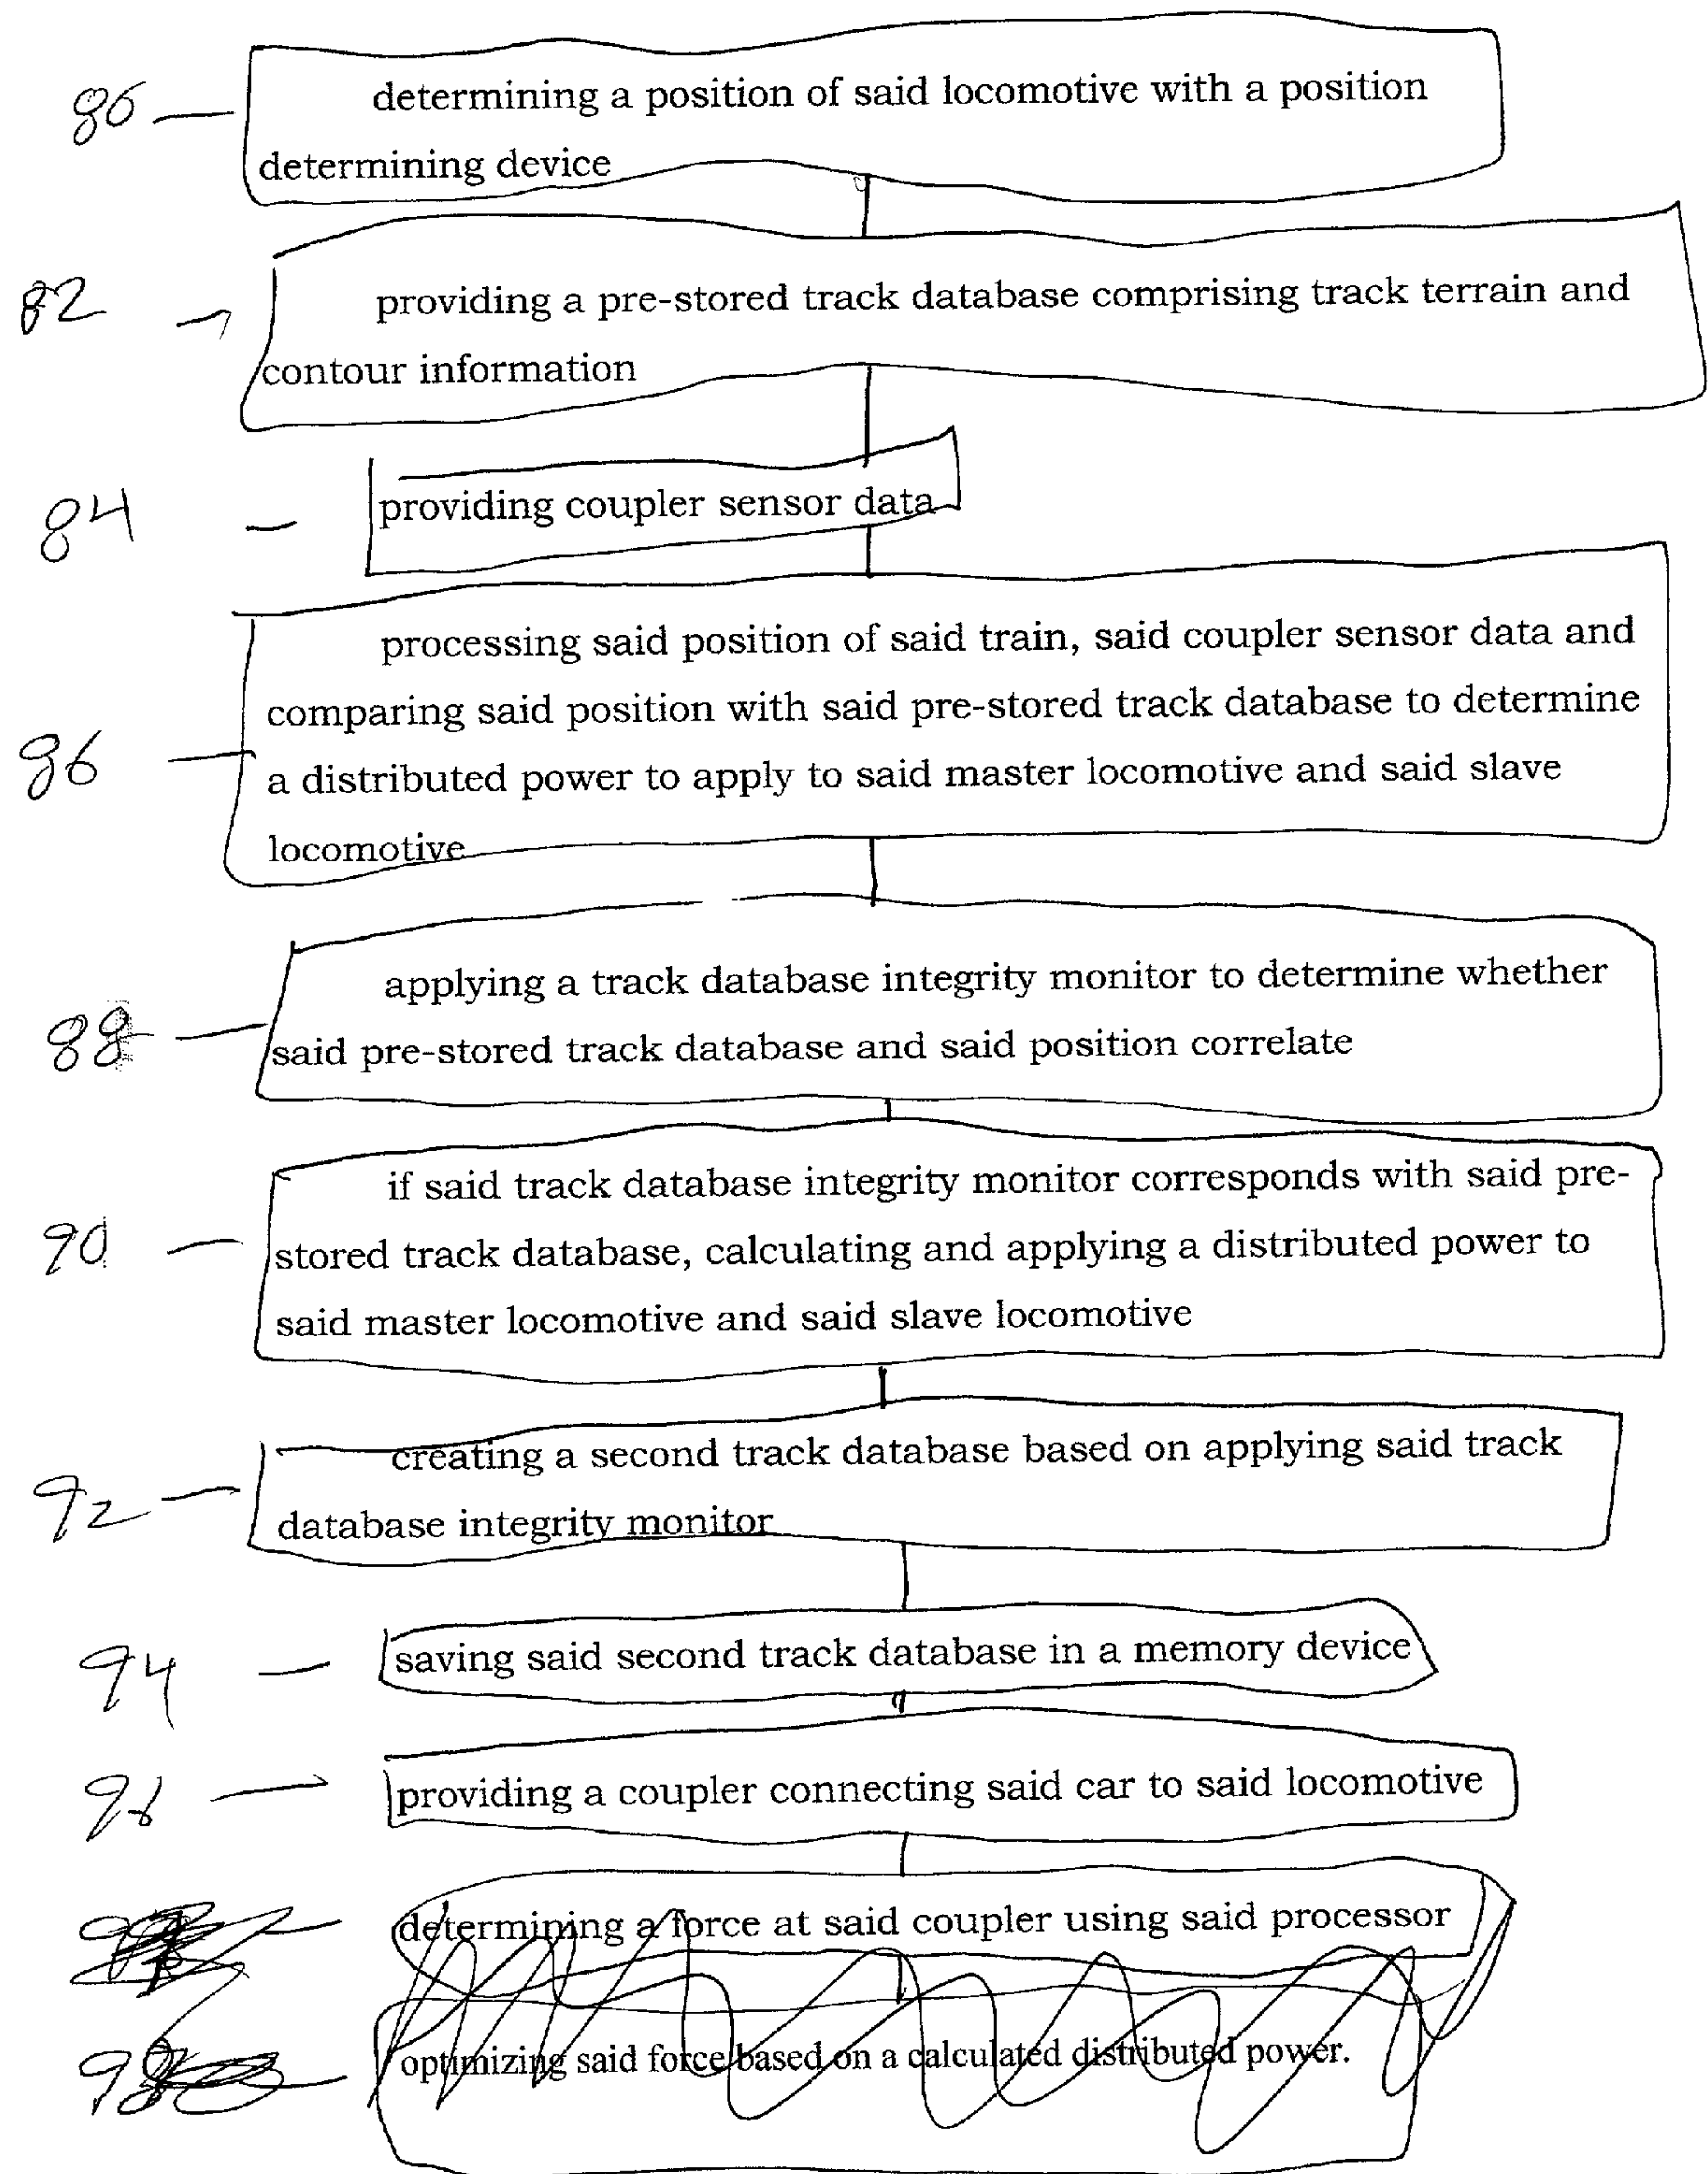 80
determining a position of said locomotive with a position
determining device
82
providing a pre-stored track database comprising track terrain and
contour information
84
providing coupler sensor data
86
processing said position of said train, said coupler sensor data and
comparing said position with said pre-stored track database to determine
a distributed power to apply to said master locomotive and said slave
locomotive
88
applying a track database integrity monitor to determine whether
said pre-stored track database and said position correlate
90
if said track database integrity monitor corresponds with said pre-
stored track database, calculating and applying a distributed power to
said master locomotive and said slave locomotive
92
creating a second track database based on applying said track
database integrity monitor
94
saving said second track database in a memory device
96
providing a coupler connecting said car to said locomotive
determining a force at said coupler using said processor
98
optimizing said force based on a calculated distributed power.